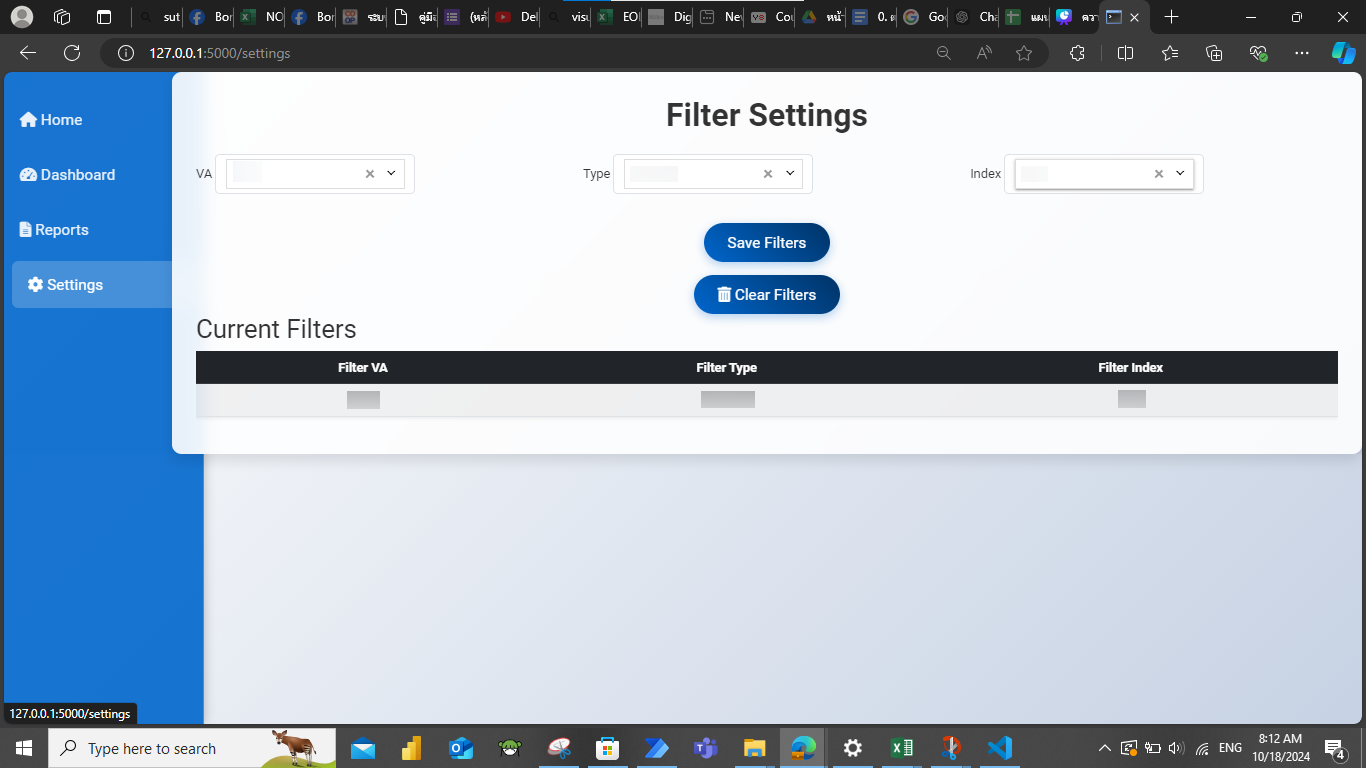 sut
Bor
NC
Bor
ระบ
คู่มือ
(หลั
Del
visu
EOI
Dig
Nev
Cou
หน้า
0. ต
Goo
Cha
แผน
ควา
127.0.0.1:5000/settings
Home
Dashboard
Reports
Settings
Filter Settings
VA
Type
Index
Save Filters
Clear Filters
Current Filters
Filter VA Filter Type Filter Index
127.0.0.1:5000/settings
Type here to search
ENG
8:12 AM
10/18/2024
4